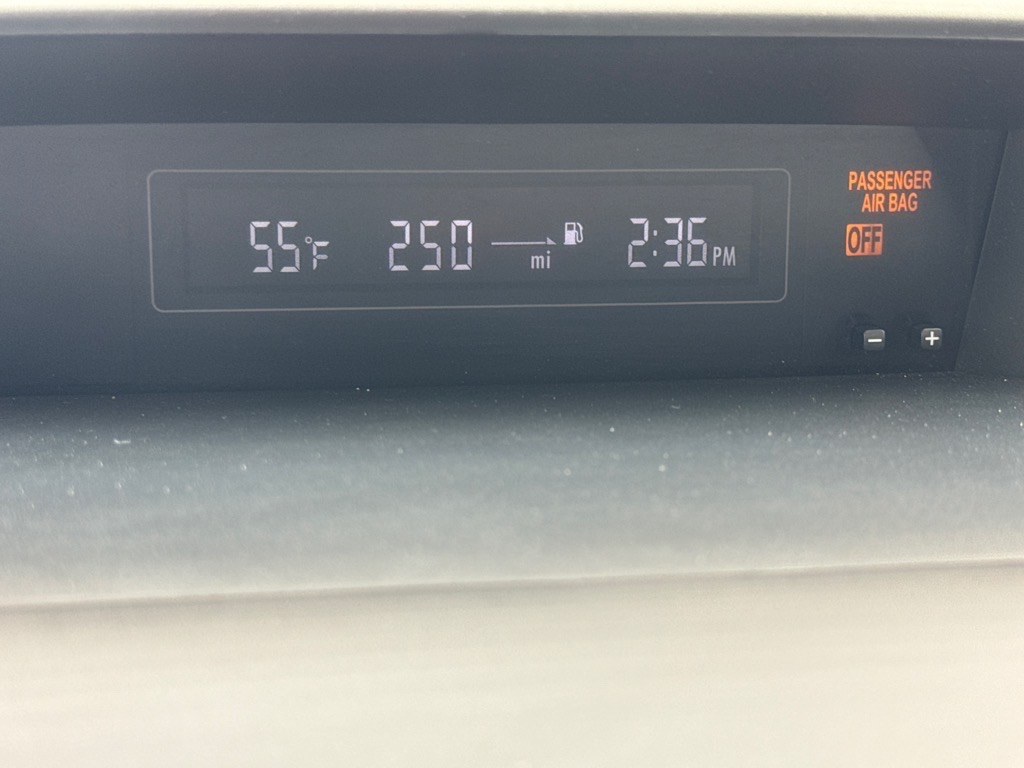 55°F 250 mi 2:36 PM
PASSENGER
AIR BAG
OFF
− +